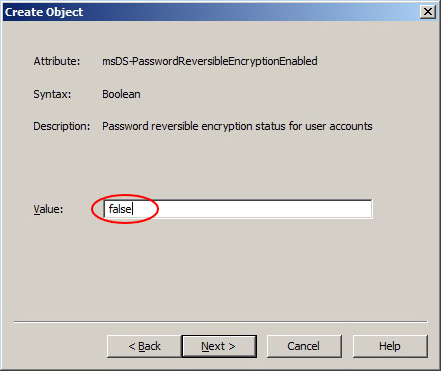 Create Object
Attribute: msDS-PasswordReversibleEncryptionEnabled
Syntax: Boolean
Description: Password reversible encryption status for user accounts
Value: false
< Back Next > Cancel Help